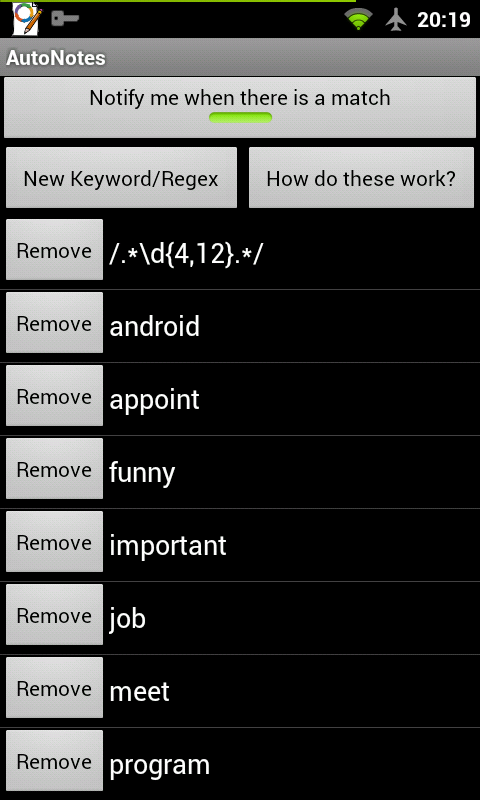 20:19
AutoNotes
Notify me when there is a match
New Keyword/Regex How do these work?
Remove /.*\d{4,12}.*/
Remove android
Remove appoint
Remove funny
Remove important
Remove job
Remove meet
Remove program